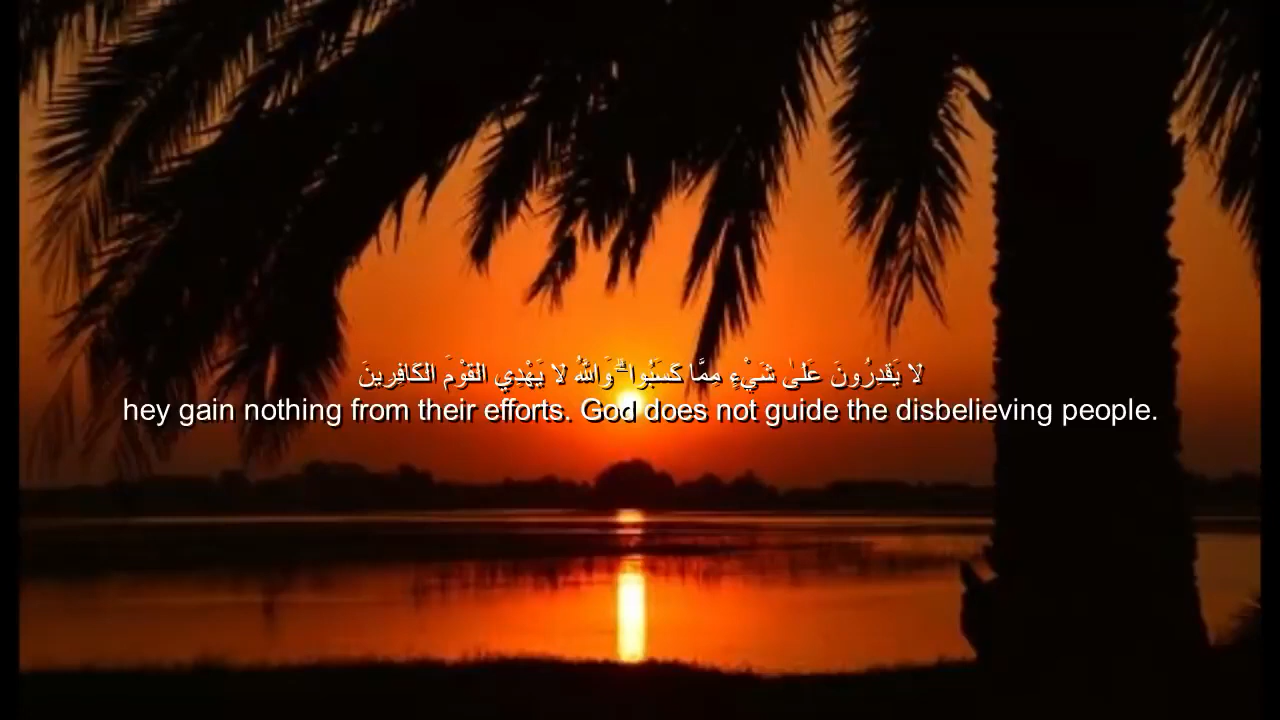 لَا يَقْدِرُونَ عَلَىٰ شَيْءٍ مِمَّا كَسَبُوا ۗ وَاللَّهُ لَا يَهْدِي الْقَوْمَ الْكَافِرِينَ
hey gain nothing from their efforts. God does not guide the disbelieving people.